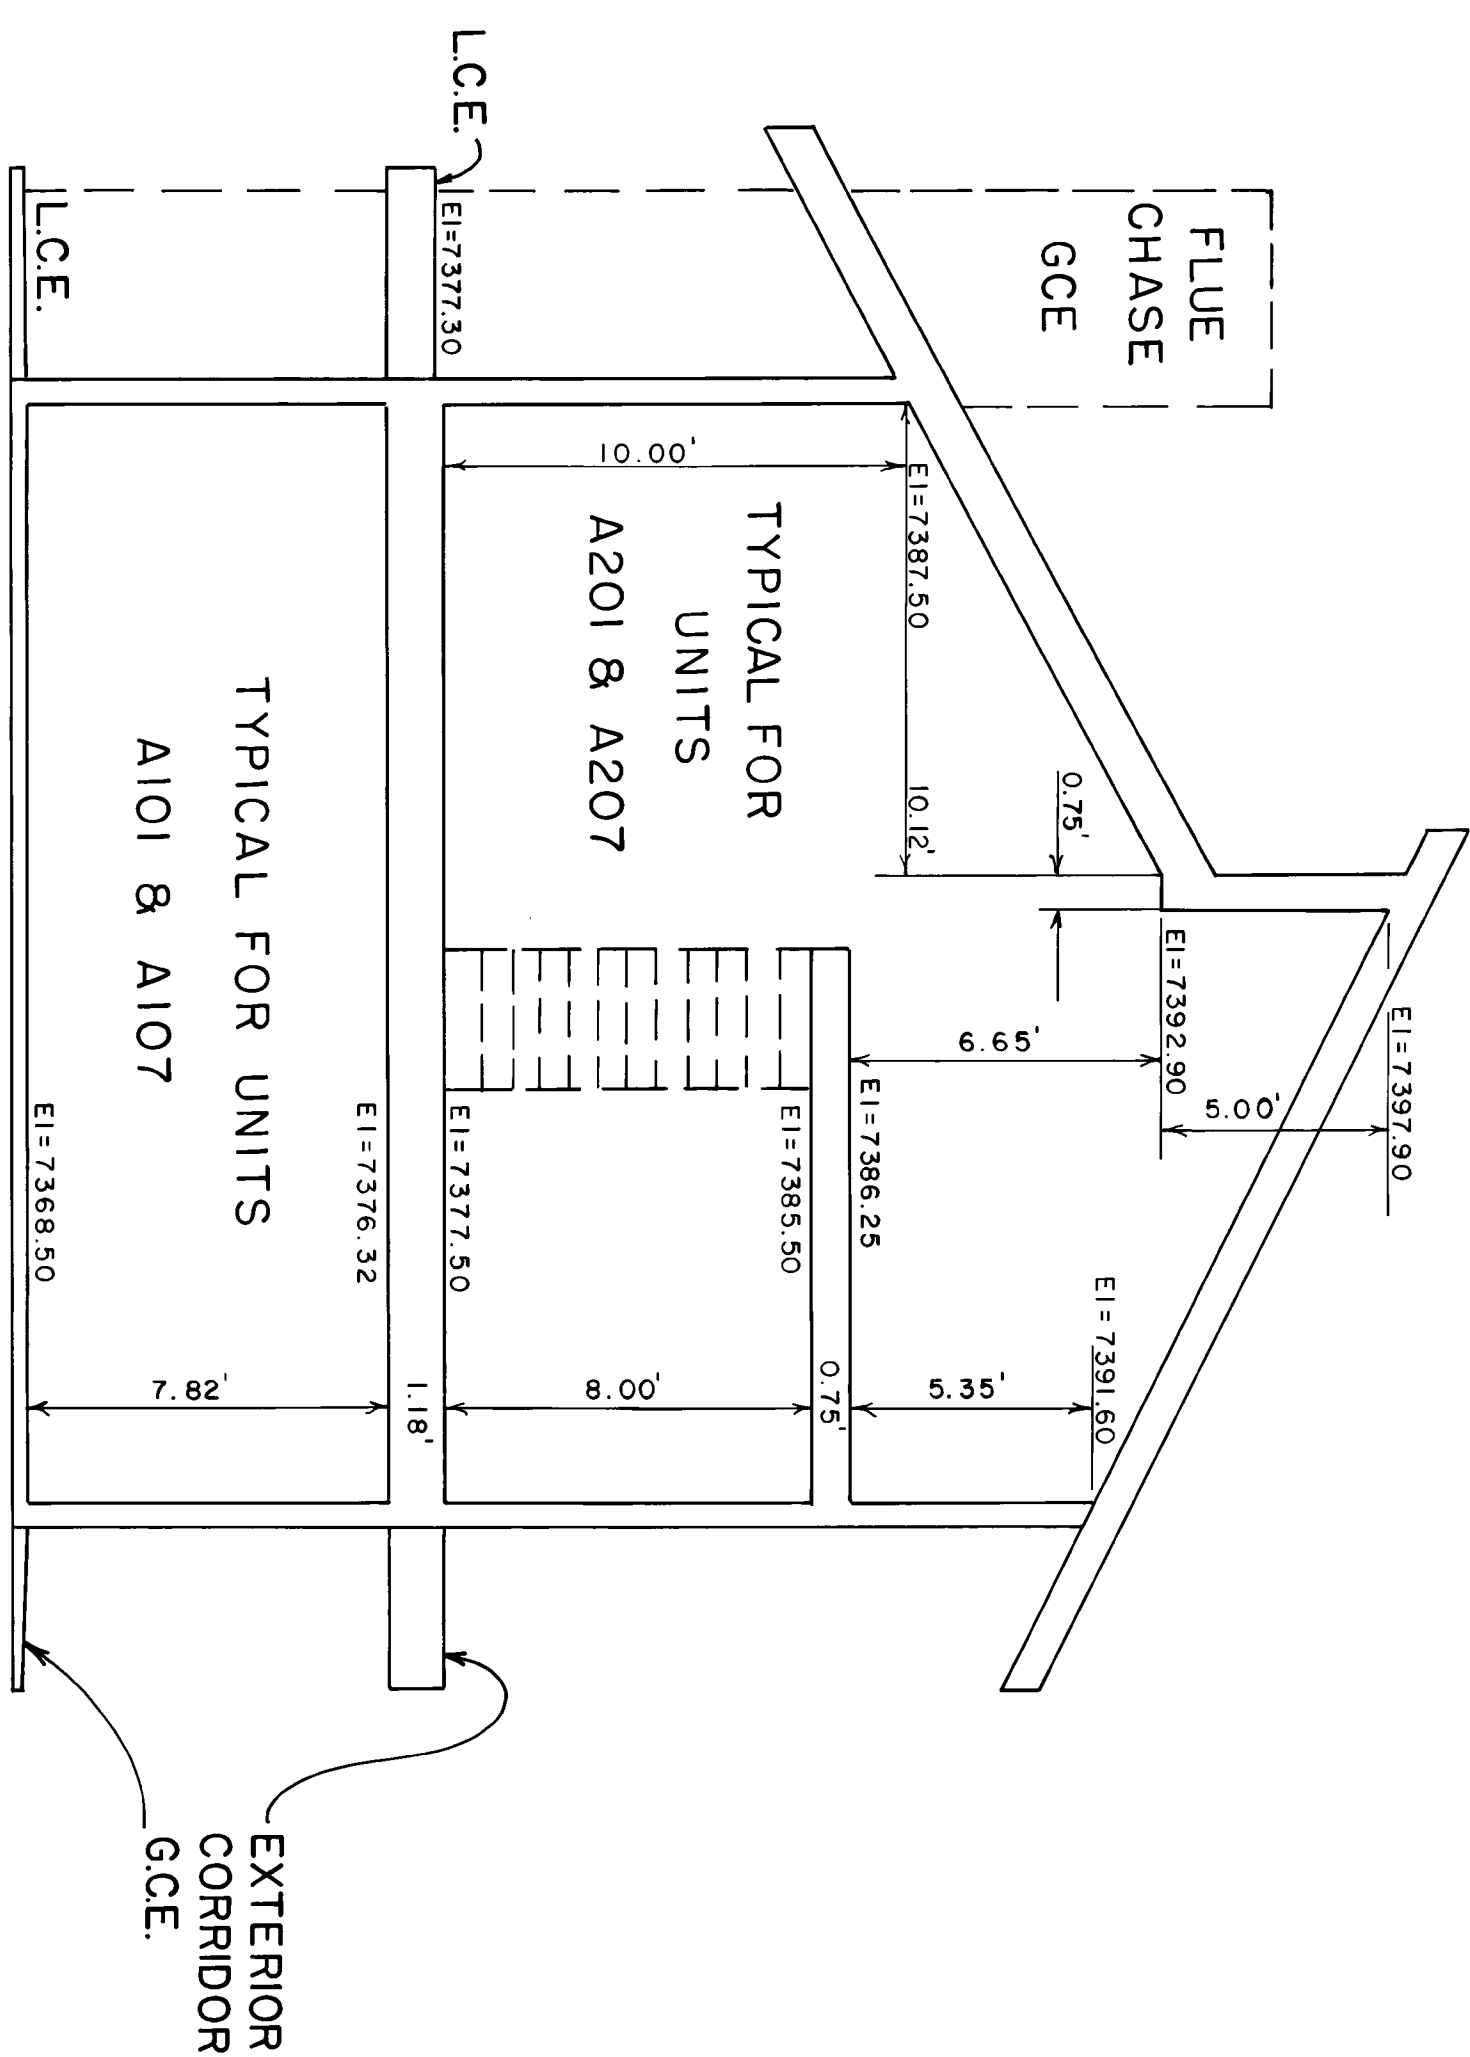 FLUE
CHASE
GCE
L.C.E.
El=7377.30
L.C.E.
10.00'
El=7387.50
10.12'
0.75'
El=7397.90
El=7392.90
5.00'
6.65'
El=7386.25
El=7391.60
5.35'
0.75'
TYPICAL FOR
UNITS
A201 & A207
El=7385.50
8.00'
El=7377.50
1.18'
El=7376.32
TYPICAL FOR UNITS
A101 & A107
7.82'
El=7368.50
EXTERIOR
CORRIDOR
G.C.E.